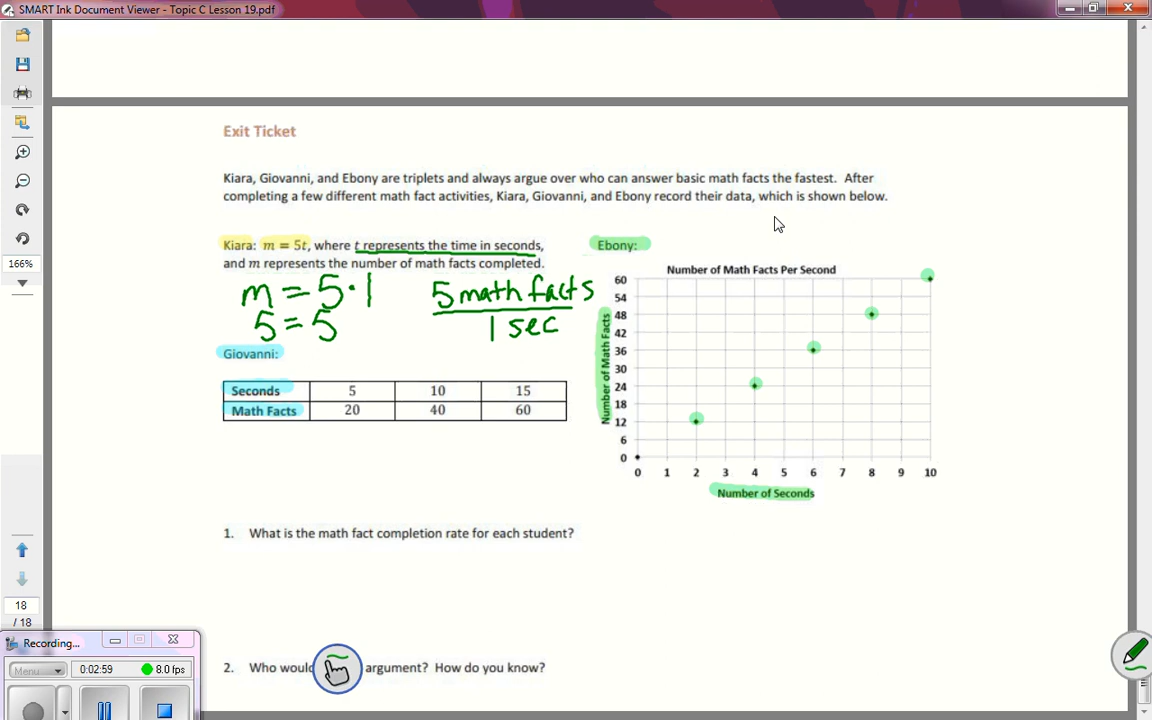 SMART Ink Document Viewer - Topic C Lesson 19.pdf
Exit Ticket
Kiara, Giovanni, and Ebony are triplets and always argue over who can answer basic math facts the fastest. After
completing a few different math fact activities, Kiara, Giovanni, and Ebony record their data, which is shown below.
Kiara: m = 5t, where t represents the time in seconds,
and m represents the number of math facts completed.
m = 5·1
5 = 5
5 math facts
1 sec
Giovanni:
Seconds 5 10 15
Math Facts 20 40 60
Ebony:
Number of Math Facts Per Second
60
54
48
42
36
30
24
18
12
6
0
Number of Math Facts
0 1 2 3 4 5 6 7 8 9 10
Number of Seconds
1. What is the math fact completion rate for each student?
2. Who would argument? How do you know?
166%
18
/ 18
Recording...
Menu
0:02:59
8.0 fps